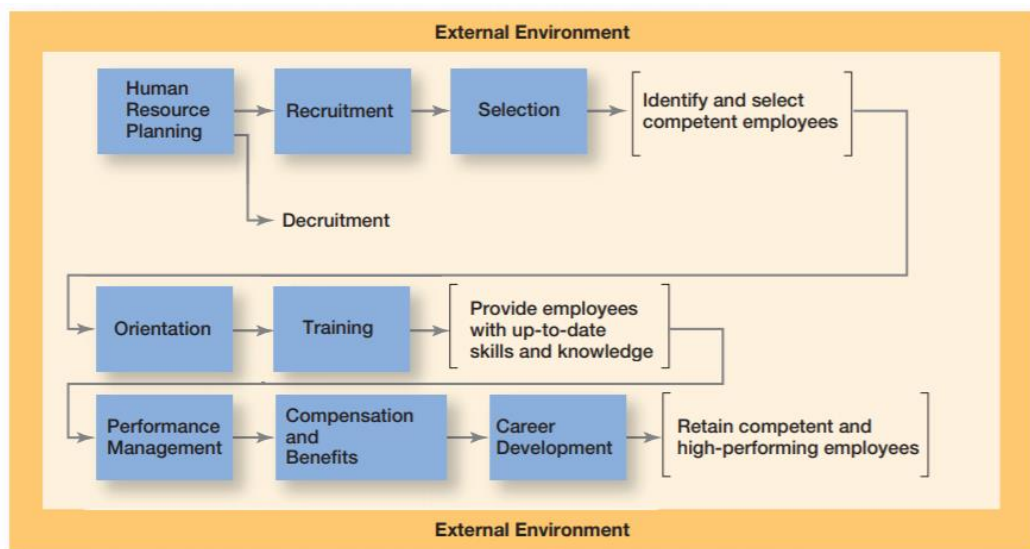 External Environment
Human
Resource
Planning
Recruitment
Selection
Identify and select
competent employees
Decruitment
Orientation
Training
Provide employees
with up-to-date
skills and knowledge
Performance
Management
Compensation
and
Benefits
Career
Development
Retain competent and
high-performing employees
External Environment